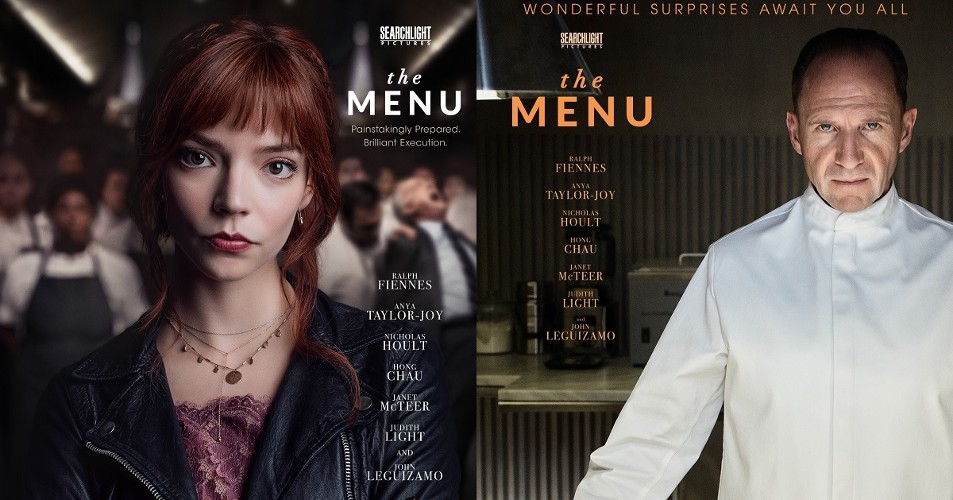 SEARCHLIGHT
PICTURES
the
MENU
Painstakingly Prepared.
Brilliant Execution.
RALPH
FIENNES
ANYA
TAYLOR-JOY
NICHOLAS
HOULT
HONG
CHAU
JANET
McTEER
JUDITH
LIGHT
AND
JOHN
LEGUIZAMO
WONDERFUL SURPRISES AWAIT YOU ALL
SEARCHLIGHT
PICTURES
the
MENU
RALPH
FIENNES
ANYA
TAYLOR-JOY
NICHOLAS
HOULT
HONG
CHAU
JANET
McTEER
JUDITH
LIGHT
and
JOHN
LEGUIZAMO